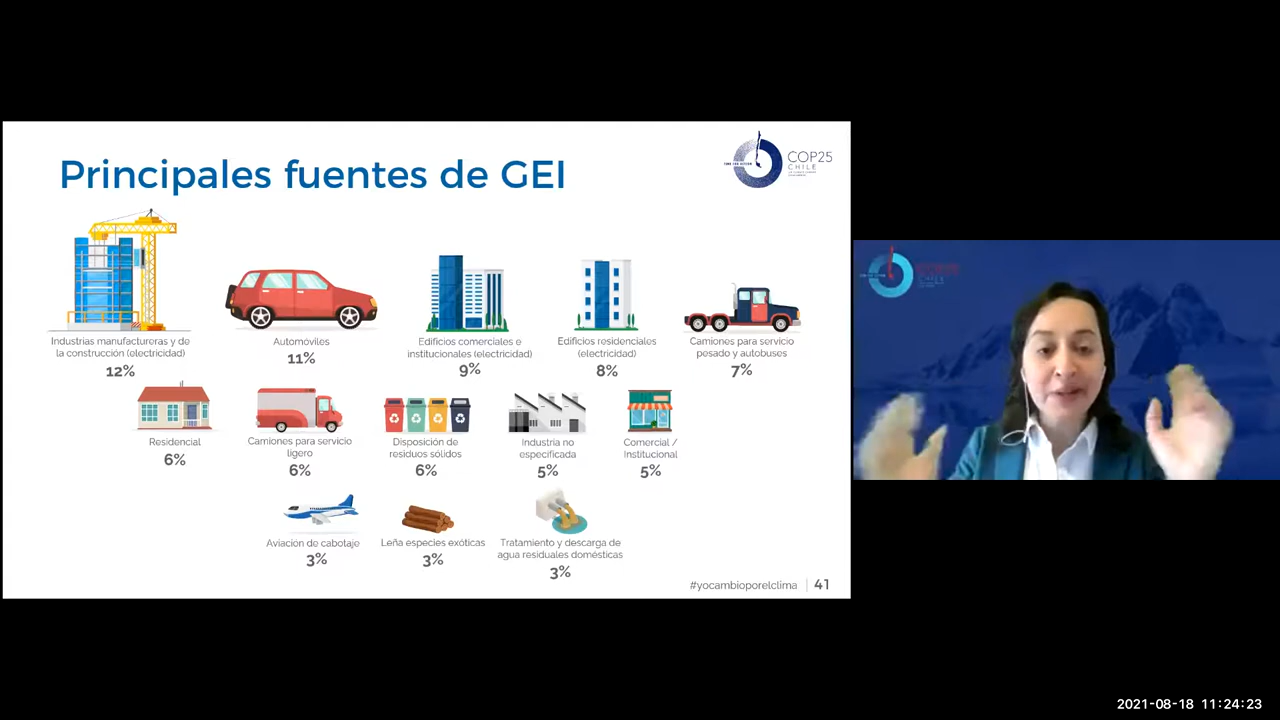 Principales fuentes de GEI
COP25
CHILE
Industrias manufactureras y de
la construcción (electricidad)
12%
Automóviles
11%
Edificios comerciales e
institucionales (electricidad)
9%
Edificios residenciales
(electricidad)
8%
Camiones para servicio
pesado y autobuses
7%
Residencial
6%
Camiones para servicio
ligero
6%
Disposición de
residuos sólidos
6%
Industria no
especificada
5%
Comercial /
Institucional
5%
Aviación de cabotaje
3%
Leña especies exóticas
3%
Tratamiento y descarga de
agua residuales domésticas
3%
#yocambioporelclima | 41
COP25
CHILE
2021-08-18 11:24:23